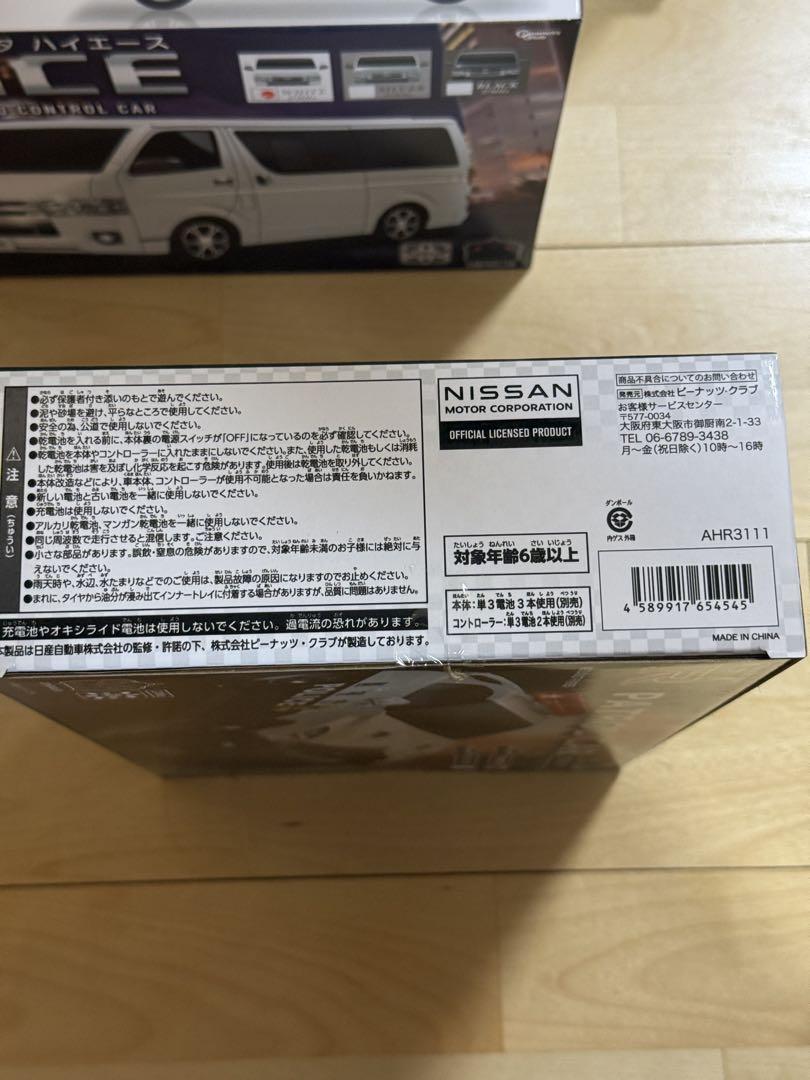 タ ハイエース
CE
CONTROL CAR
WHITE
BLACK
⚠注意(ちゅうい)
●必ず保護者付き添いのもとで遊んでください。
●泥や砂場を避け、平らなところで使用してください。
●安全の為、公道で使用しないでください。
●乾電池を入れる前に、本体裏の電源スイッチが「OFF」になっているのを必ず確認してください。
●乾電池を本体やコントローラーに入れたままにしないでください。また、使用した乾電池もしくは消耗
した乾電池は害を及ぼし化学反応を起こす危険があります。使用後は乾電池を取り外してください。
●本体改造などにより、車本体、コントローラーが使用不可能となった場合は責任を負いかねます。
●新しい電池と古い電池を一緒に使用しないでください。
●充電池は使用しないでください。
●アルカリ乾電池、マンガン乾電池を一緒に使用しないでください。
●同じ周波数で走行させると混信します。ご注意ください。
●小さな部品があります。誤飲・窒息の危険がありますので、対象年齢未満のお子様には絶対に与
えないでください。
●雨天時や、水辺、水たまりなどでのご使用は、製品故障の原因になりますのでお止めください。
●まれに、タイヤから油分が滲み出てインナートレイに付着する場合がありますが、品質に問題はありません。
充電池やオキシライド電池は使用しないでください。過電流の恐れがあります。
本製品は日産自動車株式会社の監修・許諾の下、株式会社ピーナッツ・クラブが製造しております。
NISSAN
MOTOR CORPORATION
OFFICIAL LICENSED PRODUCT
たいしょう ねんれい さい いじょう
対象年齢6歳以上
本体:単3電池3本使用(別売)
コントローラー:単3電池2本使用(別売)
商品不具合についてのお問い合わせ
発売元 株式会社ピーナッツ・クラブ
お客様サービスセンター
〒577-0034
大阪府東大阪市御厨南2-1-33
TEL 06-6789-3438
月〜金(祝日除く)10時〜16時
ダンボール
内ゲス 外箱
AHR3111
4 589917 654545
MADE IN CHINA